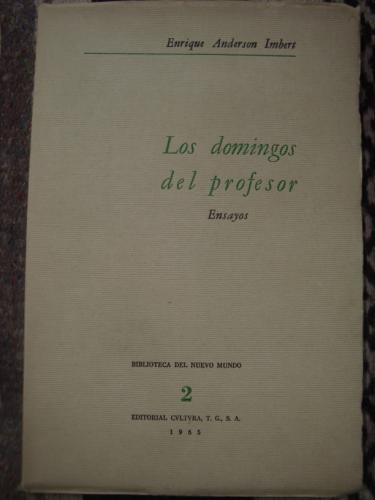 Enrique Anderson Imbert
Los domingos
del profesor
Ensayos
BIBLIOTECA DEL NUEVO MUNDO
2
EDITORIAL CVLTVRA, T. G., S. A.
1965